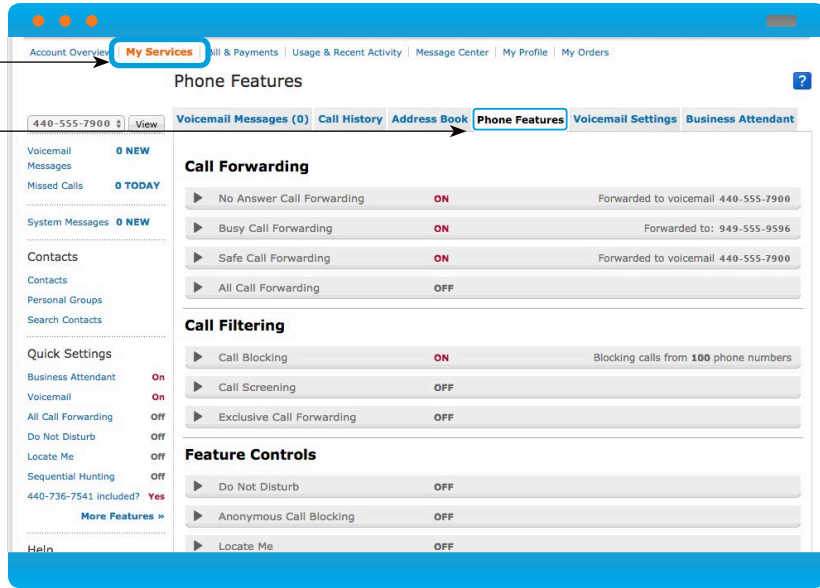 Account Overview My Services Bill & Payments Usage & Recent Activity Message Center My Profile My Orders
Phone Features
?
440-555-7900 View
Voicemail Messages (0) Call History Address Book Phone Features Voicemail Settings Business Attendant
Voicemail Messages 0 NEW
Missed Calls 0 TODAY
System Messages 0 NEW
Contacts
Contacts
Personal Groups
Search Contacts
Quick Settings
Business Attendant On
Voicemail On
All Call Forwarding Off
Do Not Disturb Off
Locate Me Off
Sequential Hunting Off
440-736-7541 included? Yes
More Features »
Help
Call Forwarding
No Answer Call Forwarding ON Forwarded to voicemail 440-555-7900
Busy Call Forwarding ON Forwarded to: 949-555-9596
Safe Call Forwarding ON Forwarded to voicemail 440-555-7900
All Call Forwarding OFF
Call Filtering
Call Blocking ON Blocking calls from 100 phone numbers
Call Screening OFF
Exclusive Call Forwarding OFF
Feature Controls
Do Not Disturb OFF
Anonymous Call Blocking OFF
Locate Me OFF